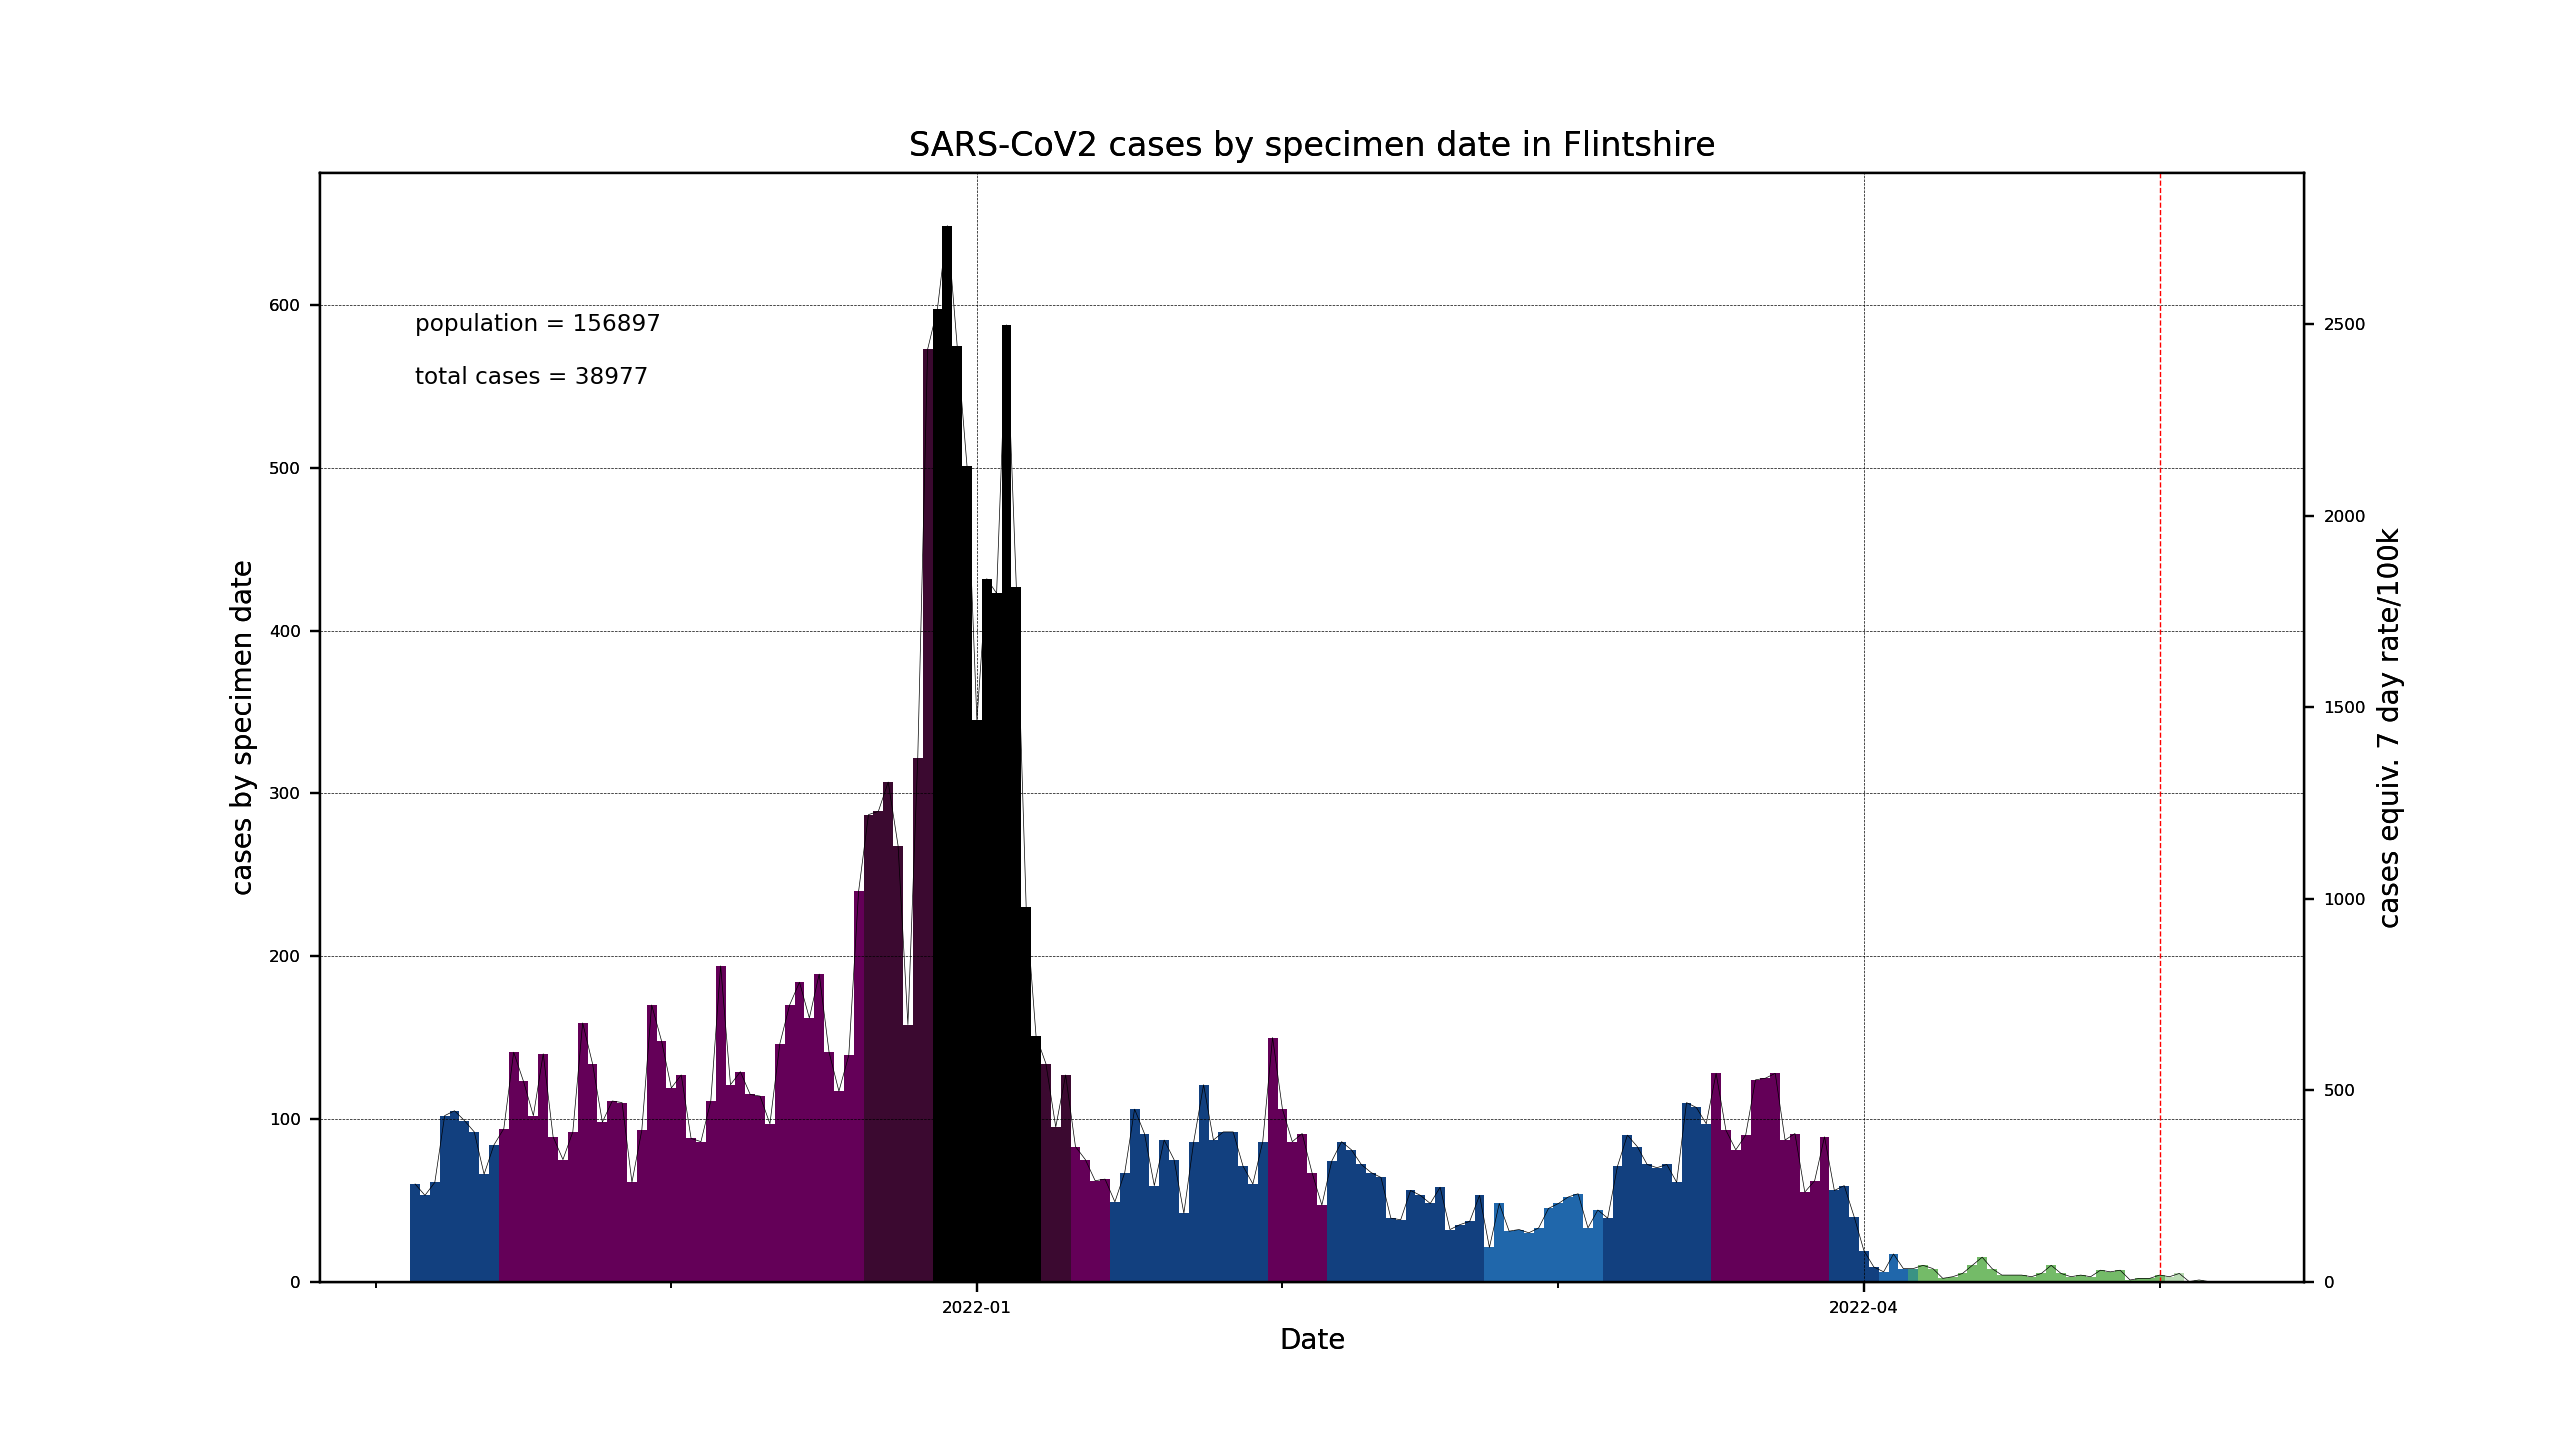 SARS-CoV2 cases by specimen date in Flintshire
population = 156897
total cases = 38977
cases by specimen date
600
500
400
300
200
100
0
2500
2000
1500
1000
500
0
cases equiv. 7 day rate/100k
2022-01
2022-04
Date